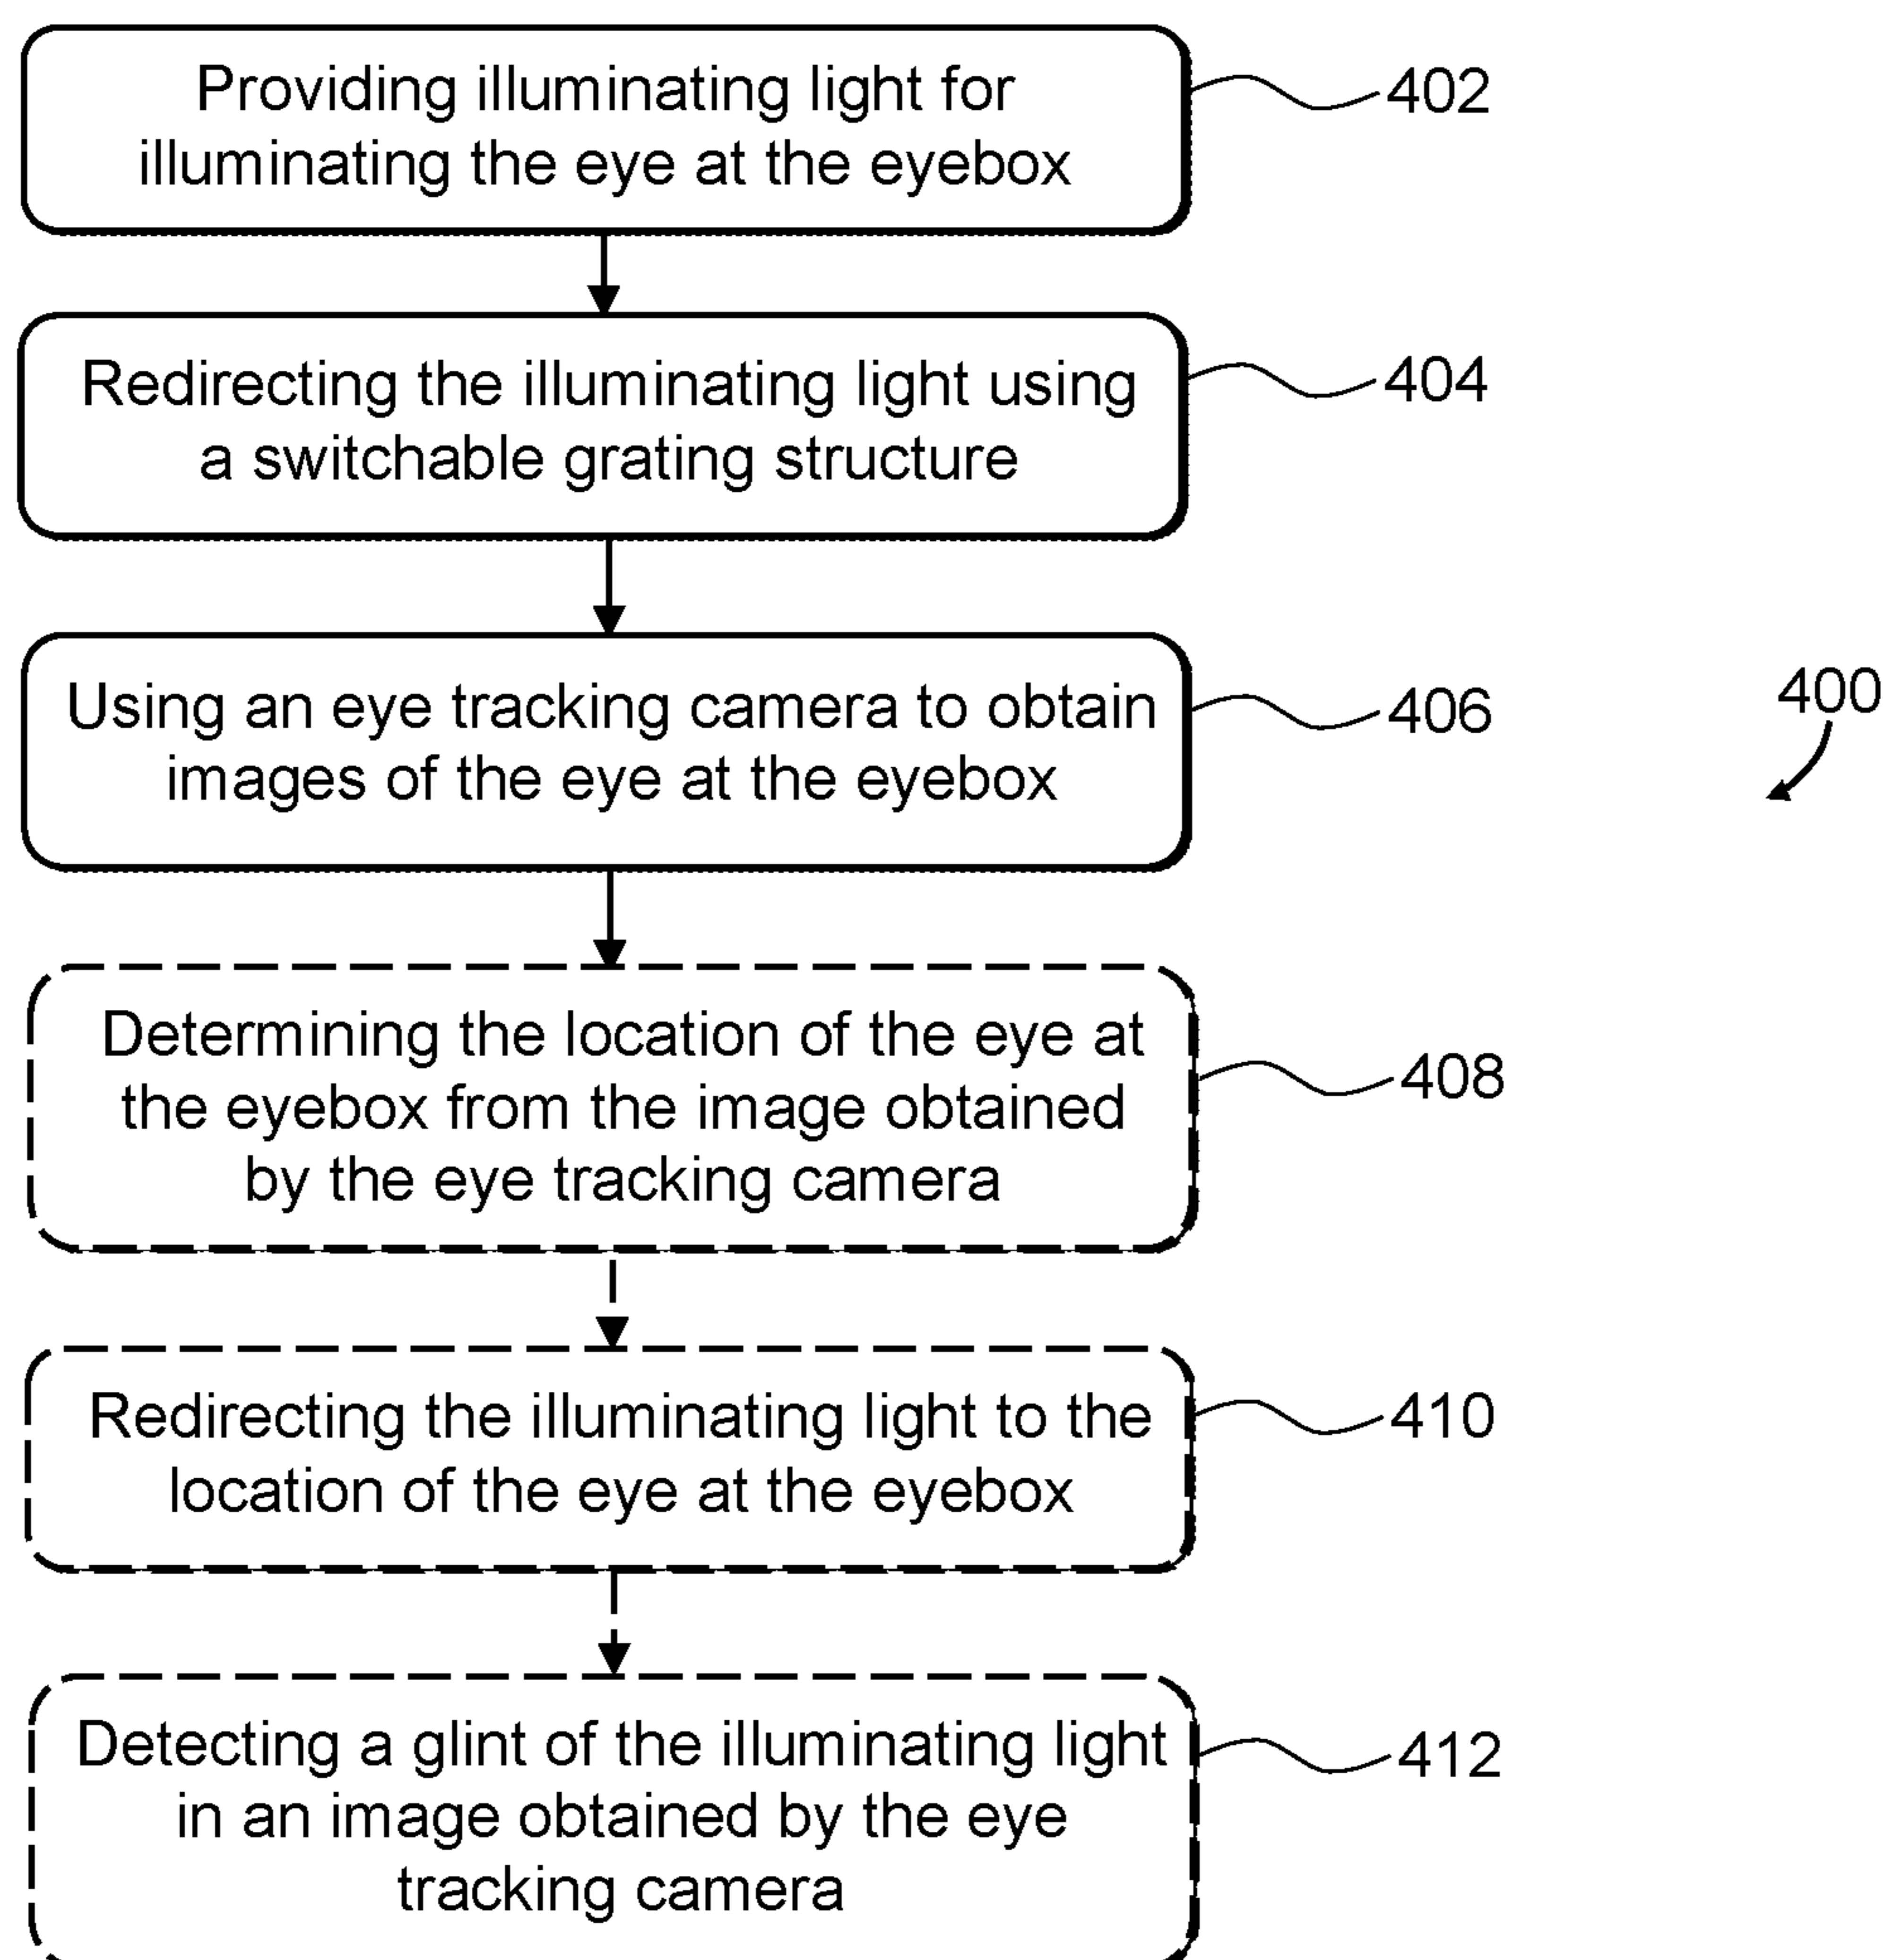 Providing illuminating light for
illuminating the eye at the eyebox
402
Redirecting the illuminating light using
a switchable grating structure
404
Using an eye tracking camera to obtain
images of the eye at the eyebox
406
400
Determining the location of the eye at
the eyebox from the image obtained
by the eye tracking camera
408
Redirecting the illuminating light to the
location of the eye at the eyebox
410
Detecting a glint of the illuminating light
in an image obtained by the eye
tracking camera
412